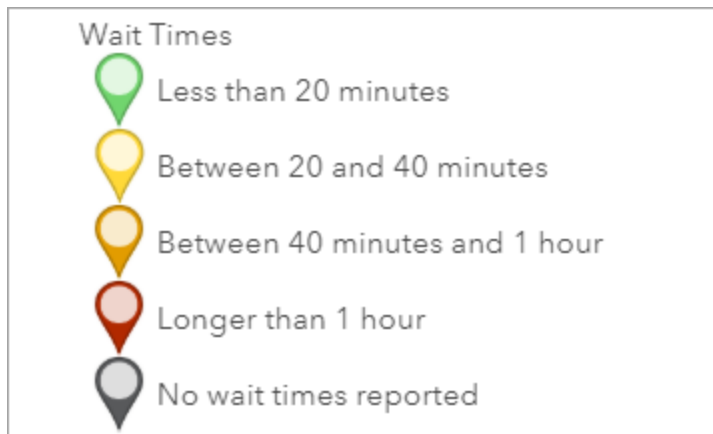 Wait Times
Less than 20 minutes
Between 20 and 40 minutes
Between 40 minutes and 1 hour
Longer than 1 hour
No wait times reported